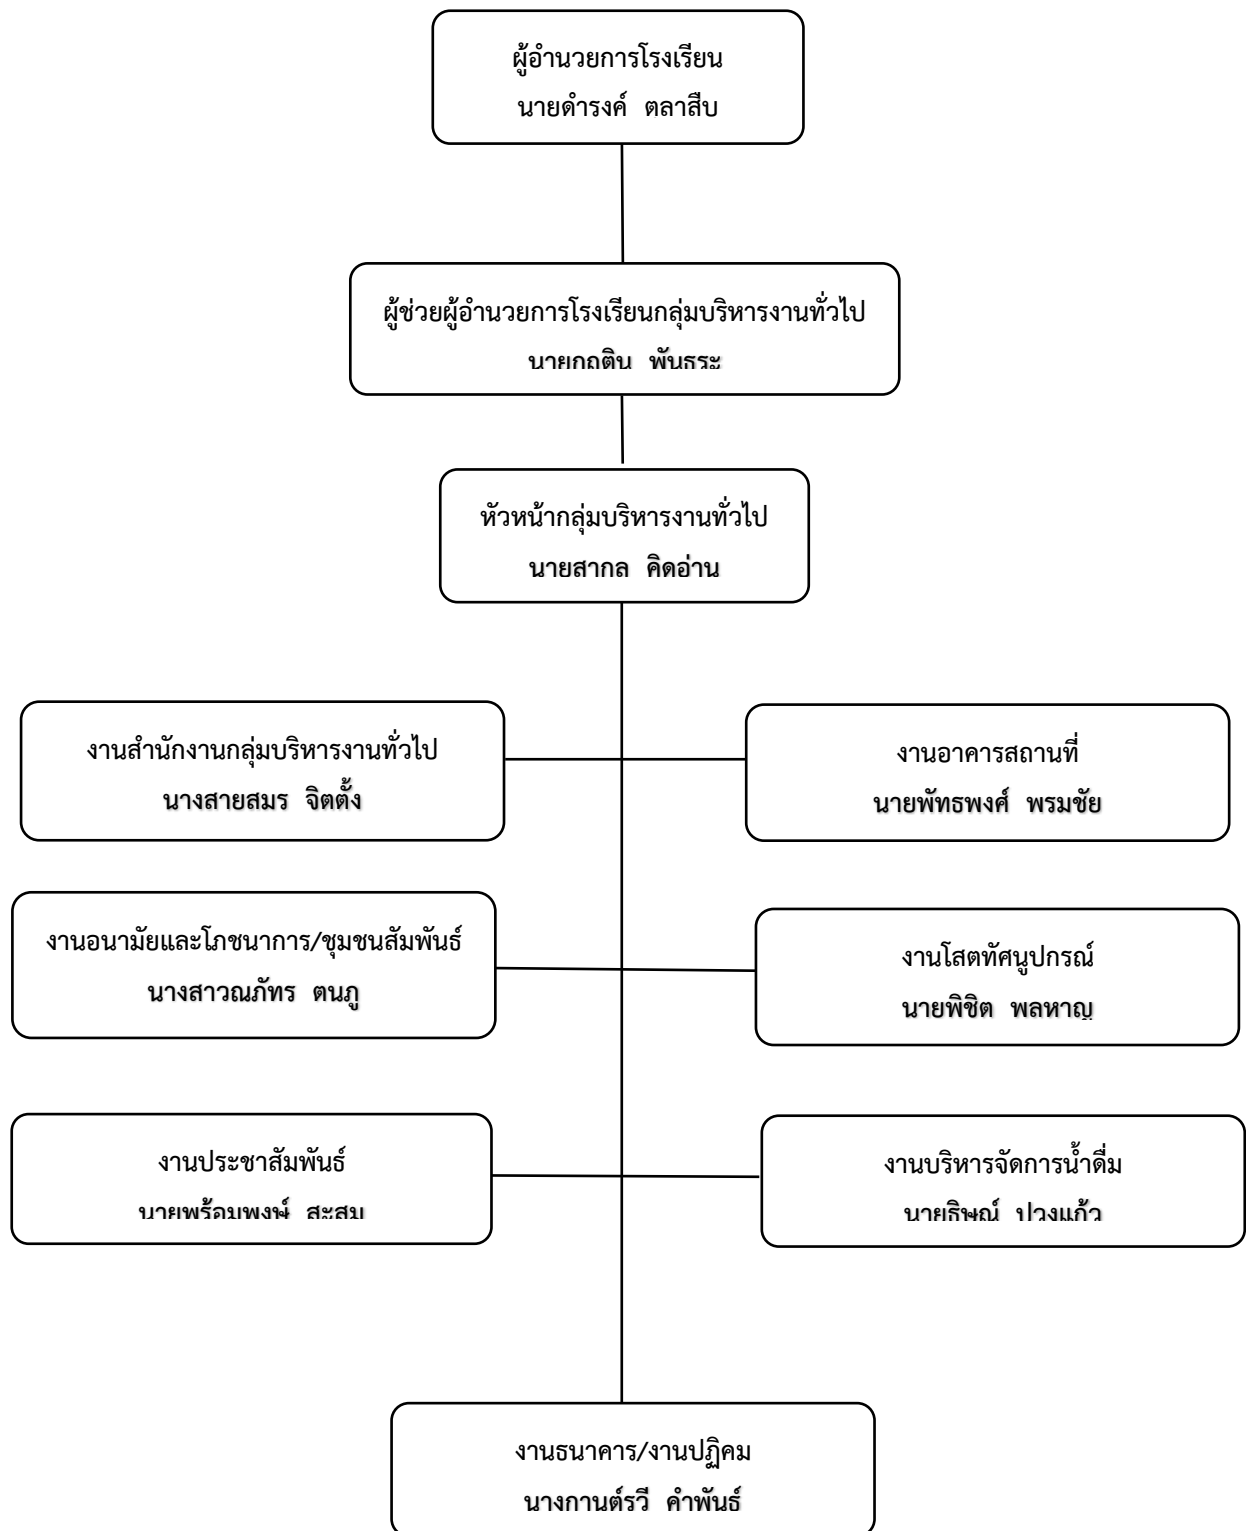 ผู้อำนวยการโรงเรียน
นายดำรงค์ ตลาสืบ
ผู้ช่วยผู้อำนวยการโรงเรียนกลุ่มบริหารงานทั่วไป
นายกฤติน พันธระ
หัวหน้ากลุ่มบริหารงานทั่วไป
นายสากล คิดอ่าน
งานสำนักงานกลุ่มบริหารงานทั่วไป
นางสายสมร จิตตั้ง
งานอาคารสถานที่
นายพัทธพงศ์ พรมชัย
งานอนามัยและโภชนาการ/ชุมชนสัมพันธ์
นางสาวณภัทร ตนภู
งานโสตทัศนูปกรณ์
นายพิชิต พลหาญ
งานประชาสัมพันธ์
นายพร้อมพงษ์ สะสม
งานบริหารจัดการน้ำดื่ม
นายธิษณ์ ปวงแก้ว
งานธนาคาร/งานปฏิคม
นางกานต์รวี คำพันธ์